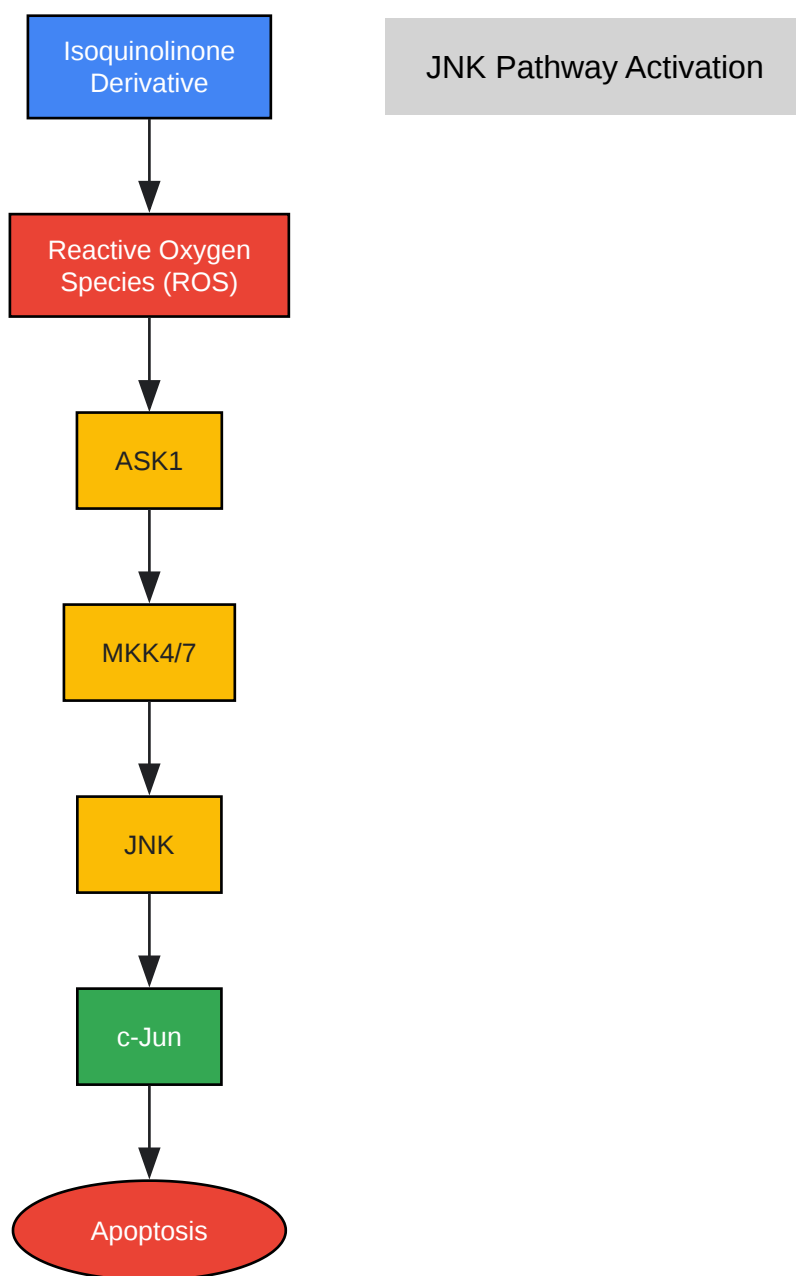 Isoquinolinone
Derivative
JNK Pathway Activation
Reactive Oxygen
Species (ROS)
ASK1
MKK4/7
JNK
c-Jun
Apoptosis